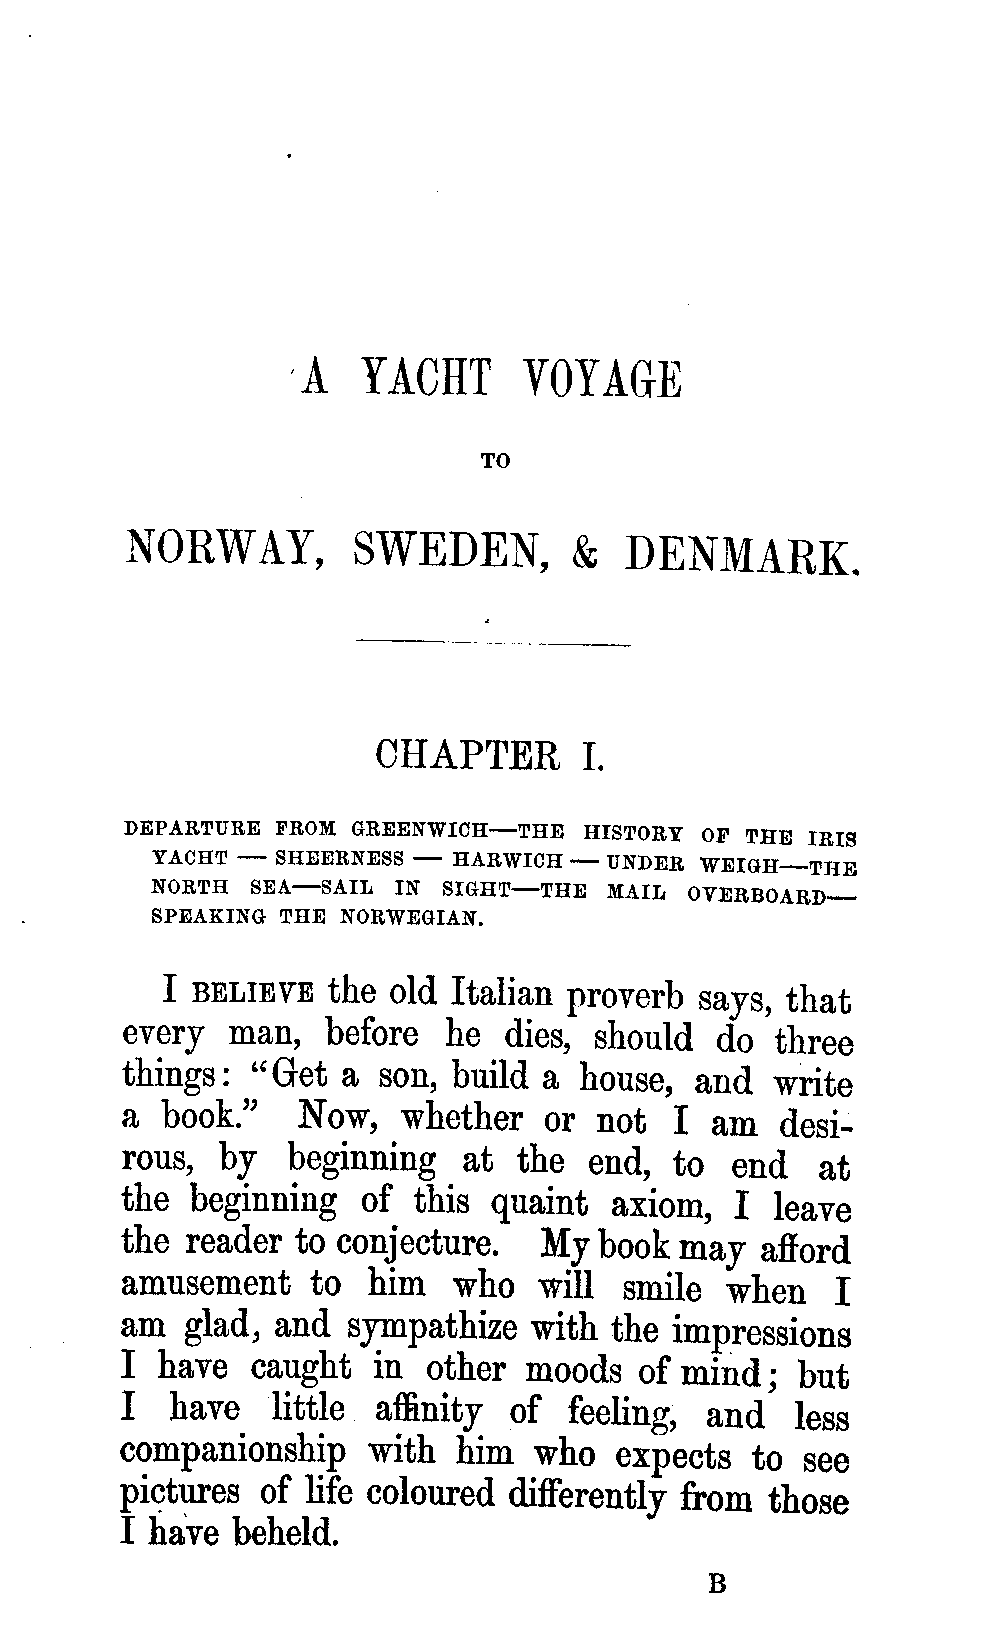 A YACHT VOYAGE
TO
NORWAY, SWEDEN, & DENMARK.
CHAPTER I.
DEPARTURE FROM GREENWICH—THE HISTORY OF THE IRIS
YACHT — SHEERNESS — HARWICH — UNDER WEIGH—THE
NORTH SEA—SAIL IN SIGHT—THE MAIL OVERBOARD—
SPEAKING THE NORWEGIAN.
I BELIEVE the old Italian proverb says, that
every man, before he dies, should do three
things: "Get a son, build a house, and write
a book." Now, whether or not I am desi-
rous, by beginning at the end, to end at
the beginning of this quaint axiom, I leave
the reader to conjecture. My book may afford
amusement to him who will smile when I
am glad, and sympathize with the impressions
I have caught in other moods of mind; but
I have little affinity of feeling, and less
companionship with him who expects to see
pictures of life coloured differently from those
I have beheld.
B